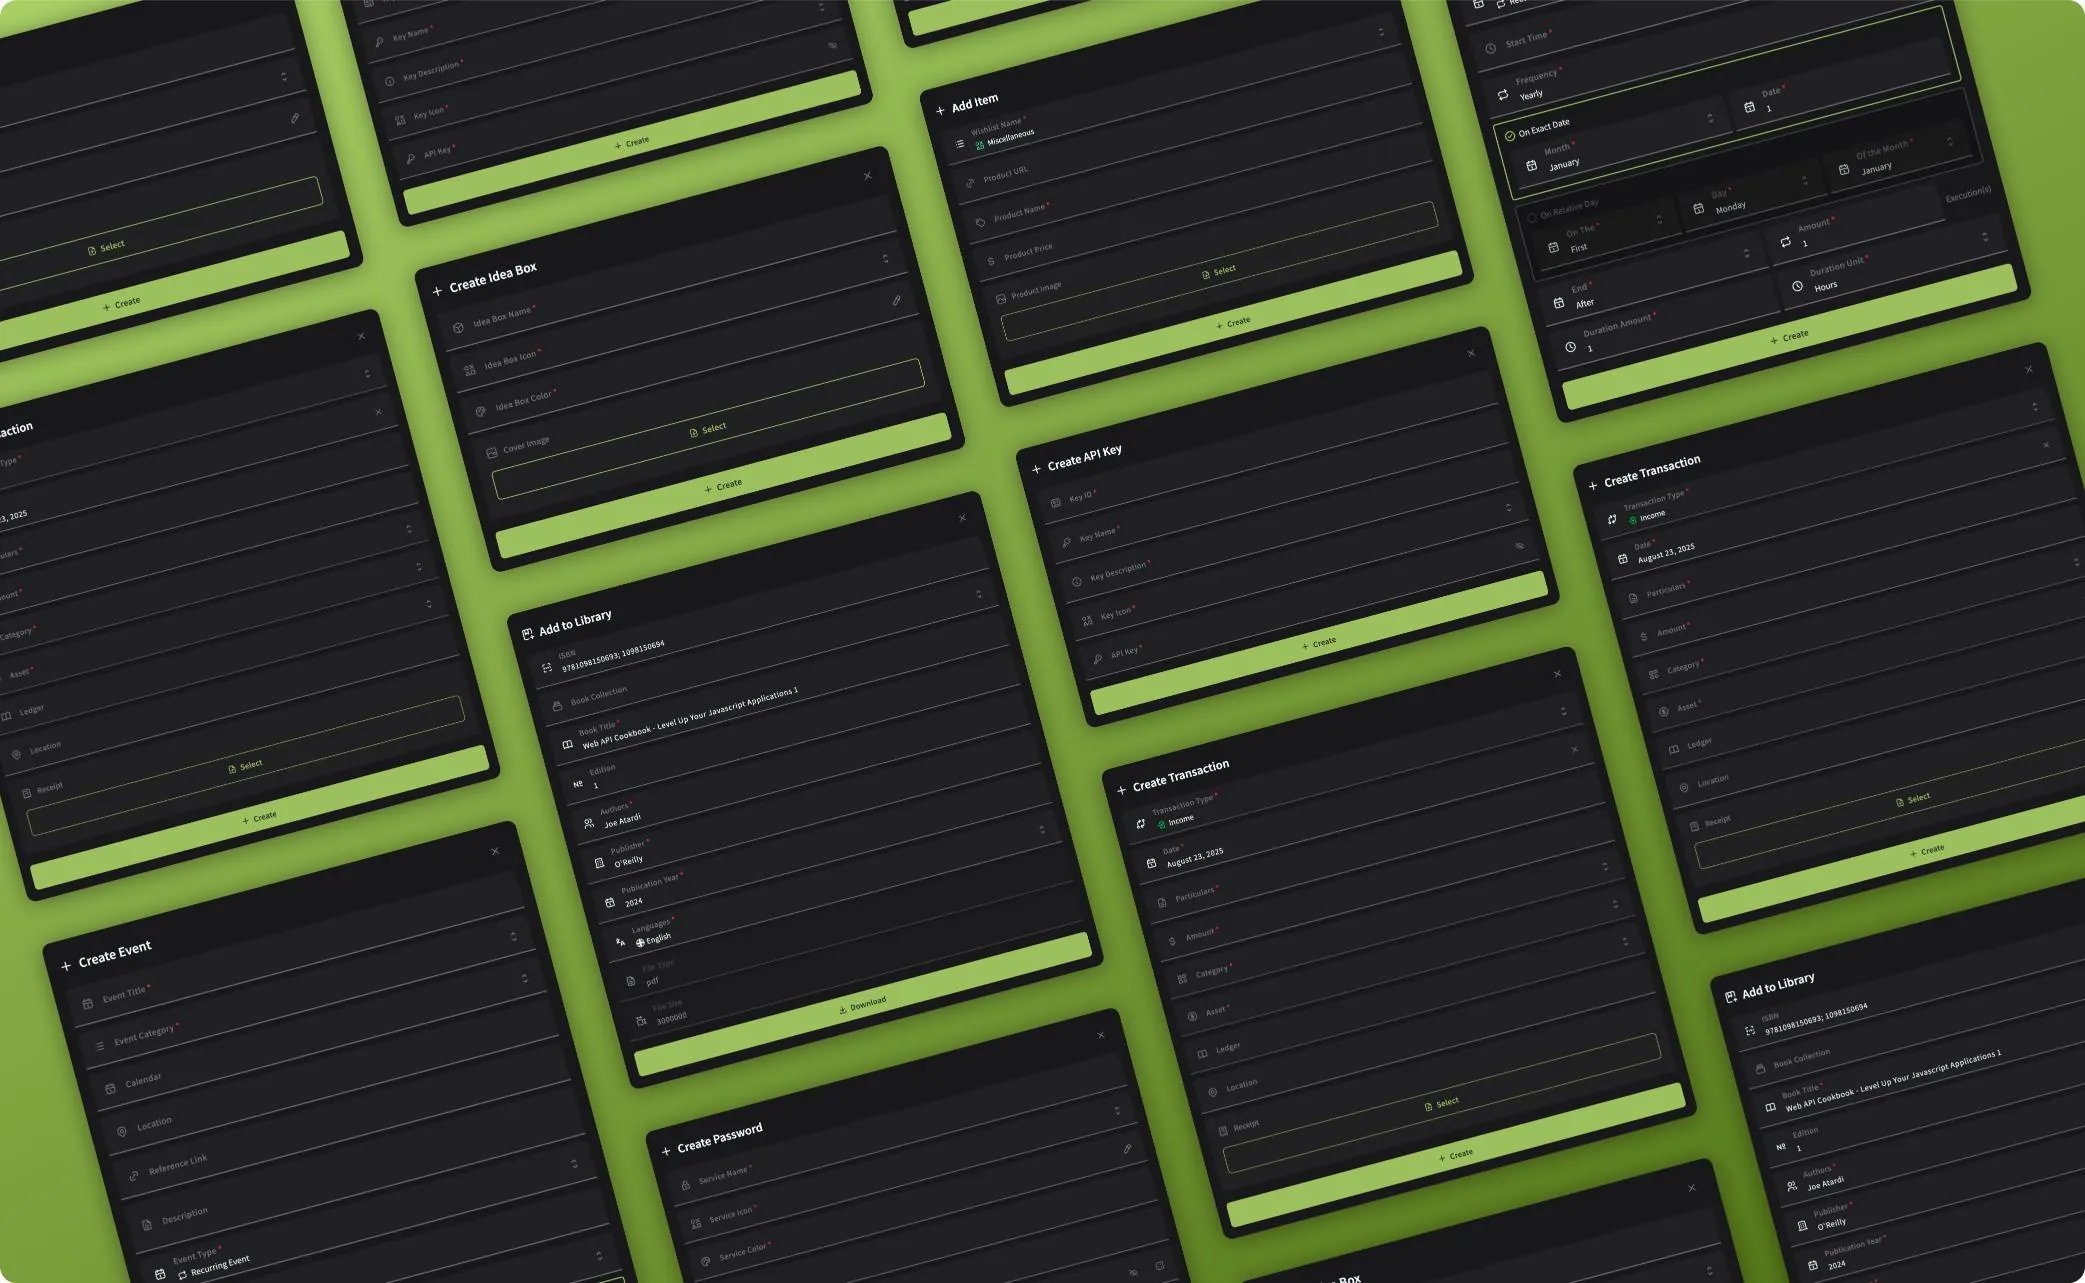 Select
+ Create
action
Type *
23, 2025
ulars *
ount *
Category *
Asset *
Ledger
Location
Receipt
Select
+ Create
+ Create Event
Event Title *
Event Category *
Calendar
Location
Reference Link
Description
Event Type *
Recurring Event
Key Name *
Key Description *
Key Icon *
API Key *
+ Create
+ Create Idea Box
Idea Box Name *
Idea Box Icon *
Idea Box Color *
Cover Image
Select
+ Create
Add to Library
ISBN
9781098150693; 1098150694
Book Collection
Book Title *
Web API Cookbook - Level Up Your Javascript Applications 1
Edition
1
Authors *
Joe Atardi
Publisher *
O'Reilly
Publication Year *
2024
Languages *
English
File Type
pdf
File Size
3000000
Download
+ Create Password
Service Name *
Service Icon *
Service Color *
+ Add Item
Wishlist Name *
Miscellaneous
Product URL
Product Name *
Product Price
Product Image
Select
+ Create
+ Create API Key
Key ID *
Key Name *
Key Description *
Key Icon *
API Key *
+ Create
+ Create Transaction
Transaction Type *
Income
Date *
August 23, 2025
Particulars *
Amount *
Category *
Asset *
Ledger
Location
Receipt
Select
+ Create
Box
Start Time *
Frequency *
Yearly
On Exact Date
Month *
January
Date *
1
On Relative Day
On The *
First
Day *
Monday
Of the Month *
January
End *
After
Amount *
1
Execution(s)
Duration Amount *
1
Duration Unit *
Hours
+ Create
+ Create Transaction
Transaction Type *
Income
Date *
August 23, 2025
Particulars *
Amount *
Category *
Asset *
Ledger
Location
Receipt
Select
+ Create
Add to Library
ISBN
9781098150693; 1098150694
Book Collection
Book Title *
Web API Cookbook - Level Up Your Javascript Applications 1
Edition
1
Authors *
Joe Atardi
Publisher *
O'Reilly
Publication Year *
2024